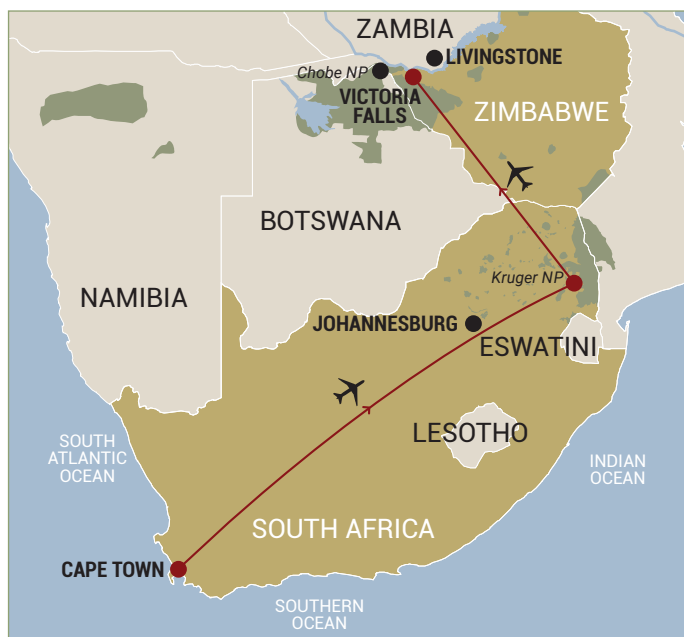 ZAMBIA
LIVINGSTONE
Chobe NP
VICTORIA
FALLS
ZIMBABWE
BOTSWANA
NAMIBIA
Kruger NP
JOHANNESBURG
ESWATINI
LESOTHO
SOUTH
ATLANTIC
OCEAN
INDIAN
OCEAN
SOUTH AFRICA
CAPE TOWN
SOUTHERN
OCEAN